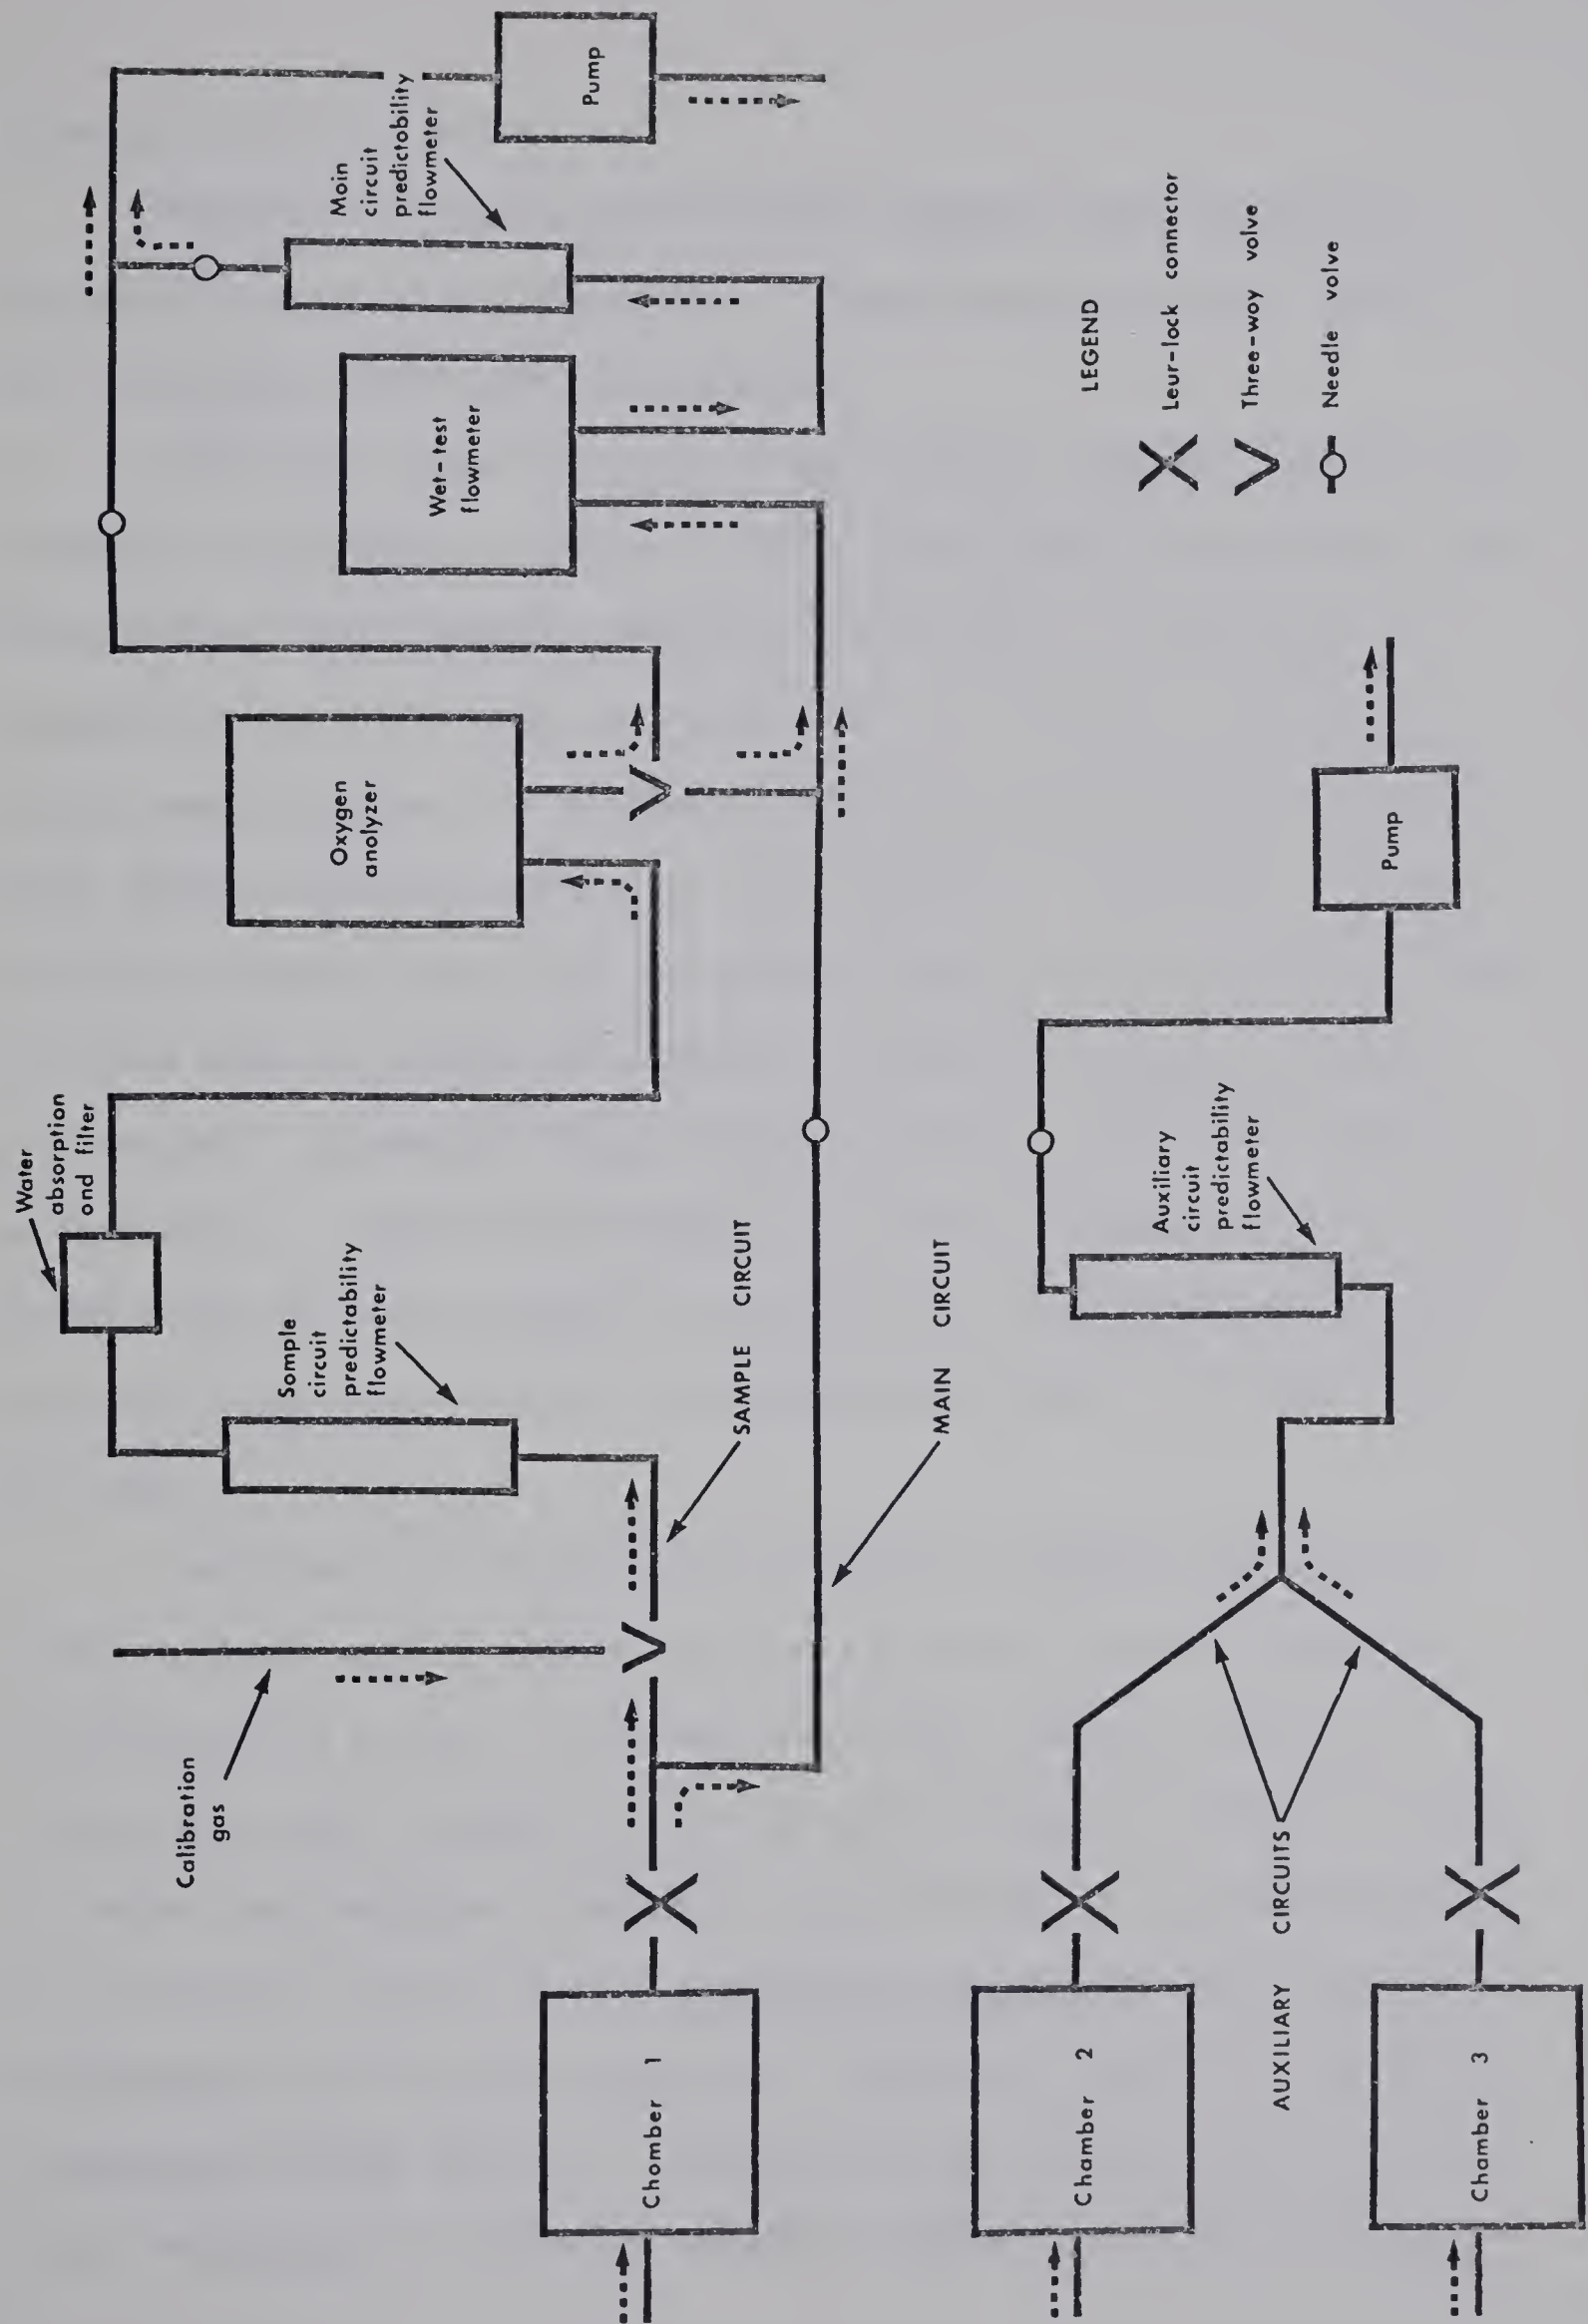 Water
absorption
and filter
Sample
circuit
predictability
flowmeter
Calibration
gas
Oxygen
analyzer
Wet-test
flowmeter
Main
circuit
predictability
flowmeter
Pump
Chamber 1
SAMPLE CIRCUIT
MAIN CIRCUIT
Chamber 2
Chamber 3
AUXILIARY CIRCUITS
Auxiliary
circuit
predictability
flowmeter
Pump
LEGEND
Leur-lock connector
Three-way valve
Needle valve